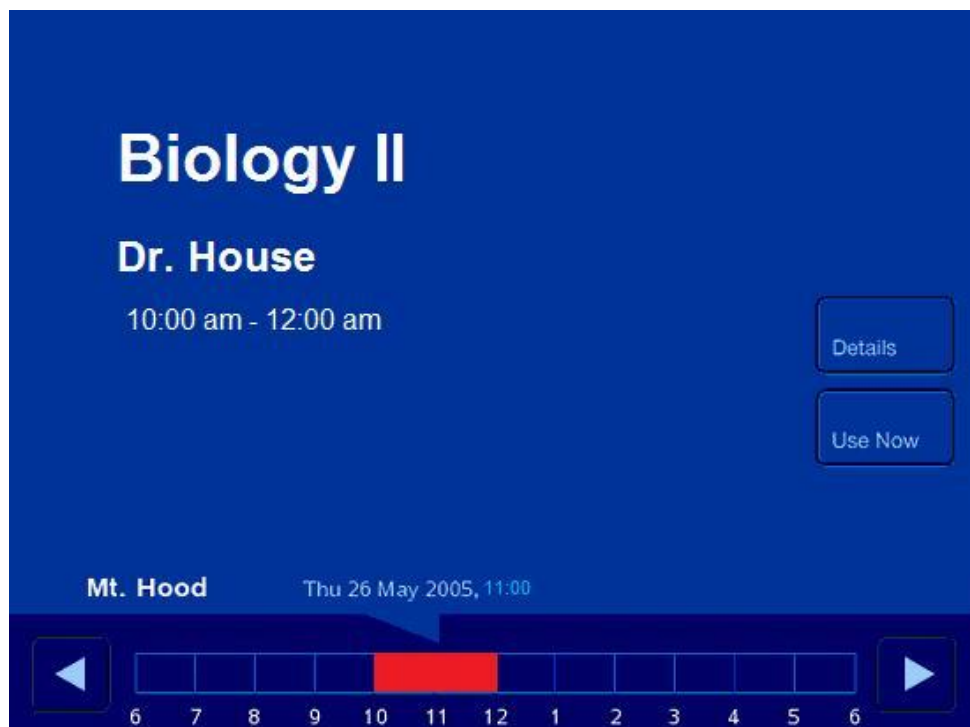 Biology II
Dr. House
10:00 am - 12:00 am
Details
Use Now
Mt. Hood Thu 26 May 2005, 11:00
6 7 8 9 10 11 12 1 2 3 4 5 6